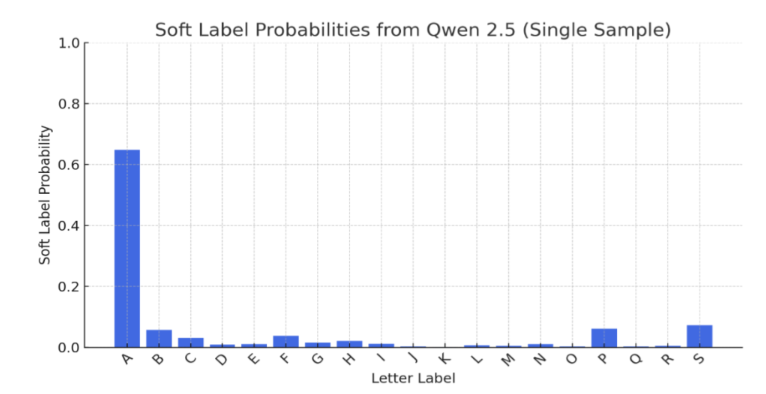 Soft Label Probabilities from Qwen 2.5 (Single Sample)
1.0
0.8
0.6
0.4
0.2
0.0
Soft Label Probability
A B C D E F G H I J K L M N O P Q R S
Letter Label